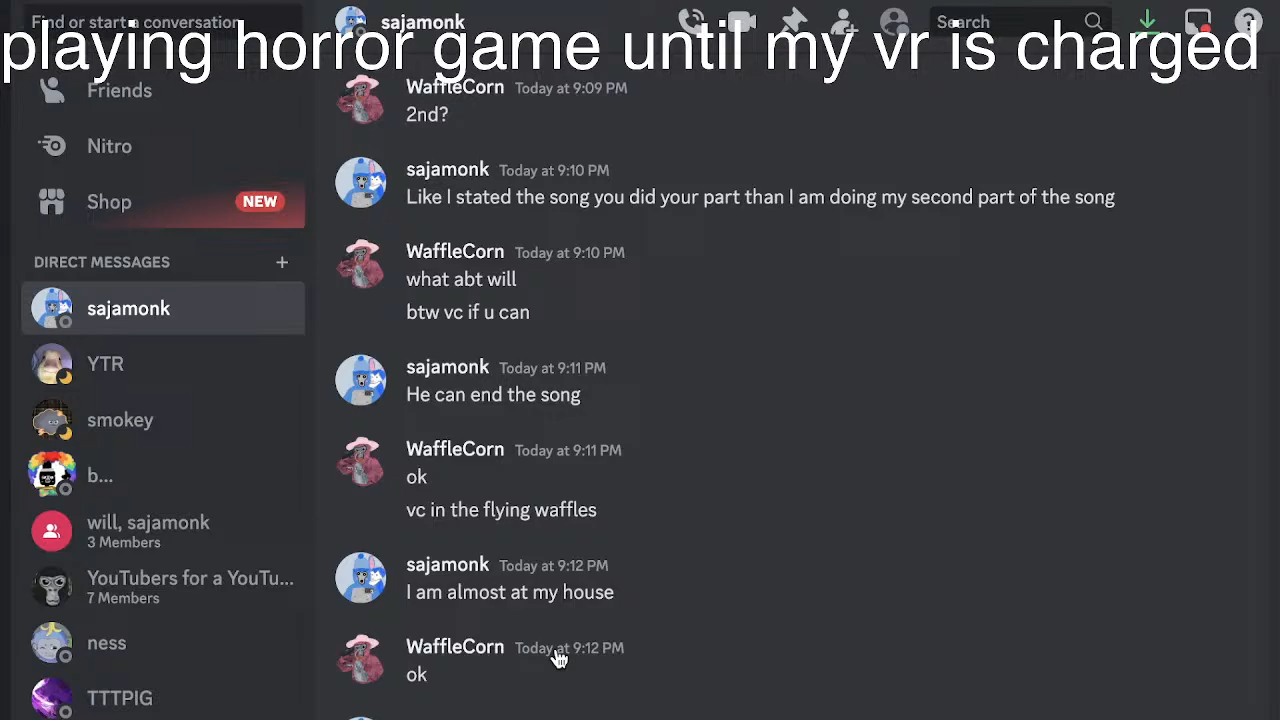 Find or start a conversation
sajamonk
Search
playing horror game until my vr is charged
Friends
Nitro
Shop
NEW
DIRECT MESSAGES
sajamonk
YTR
smokey
b...
will, sajamonk
3 Members
YouTubers for a YouTu...
7 Members
ness
TTTPIG
WaffleCorn Today at 9:09 PM
2nd?
sajamonk Today at 9:10 PM
Like I stated the song you did your part than I am doing my second part of the song
WaffleCorn Today at 9:10 PM
what abt will
btw vc if u can
sajamonk Today at 9:11 PM
He can end the song
WaffleCorn Today at 9:11 PM
ok
vc in the flying waffles
sajamonk Today at 9:12 PM
I am almost at my house
WaffleCorn Today at 9:12 PM
ok